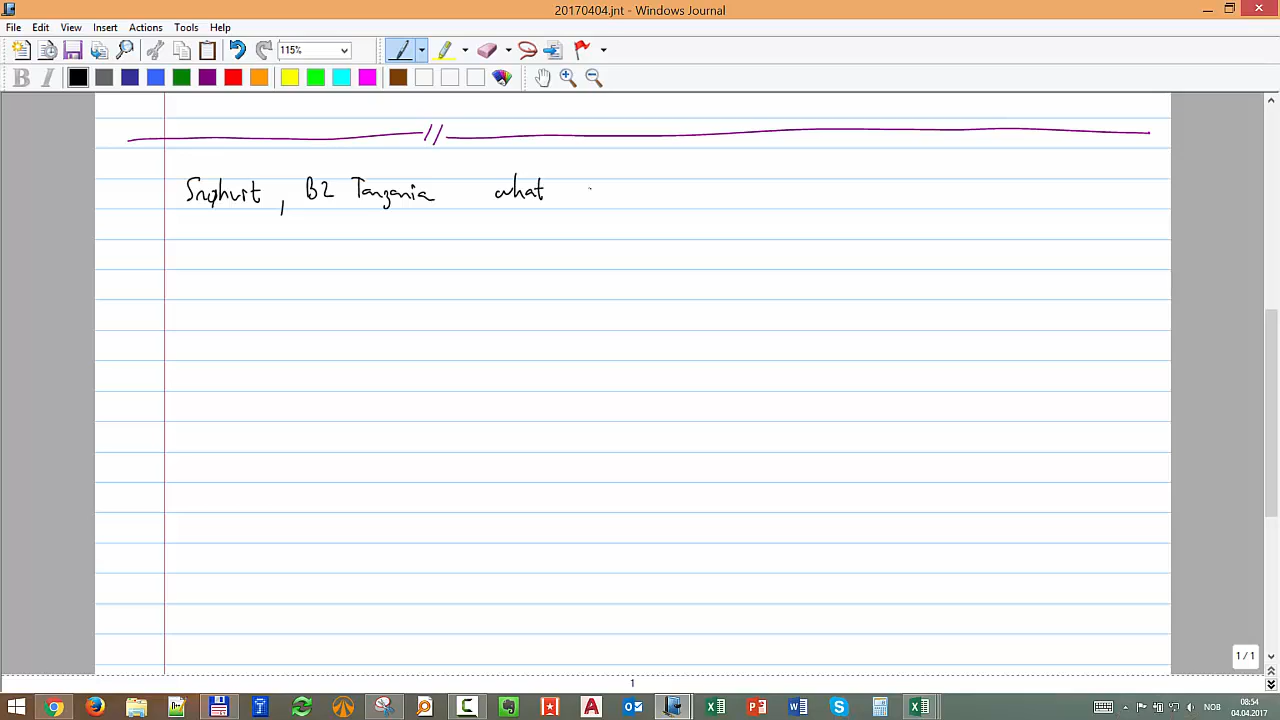 20170404.jnt - Windows Journal
File Edit View Insert Actions Tools Help
115%
B I
//
, B2 Tanzania what
1 / 1
1
NOB
08:54
04.04.2017